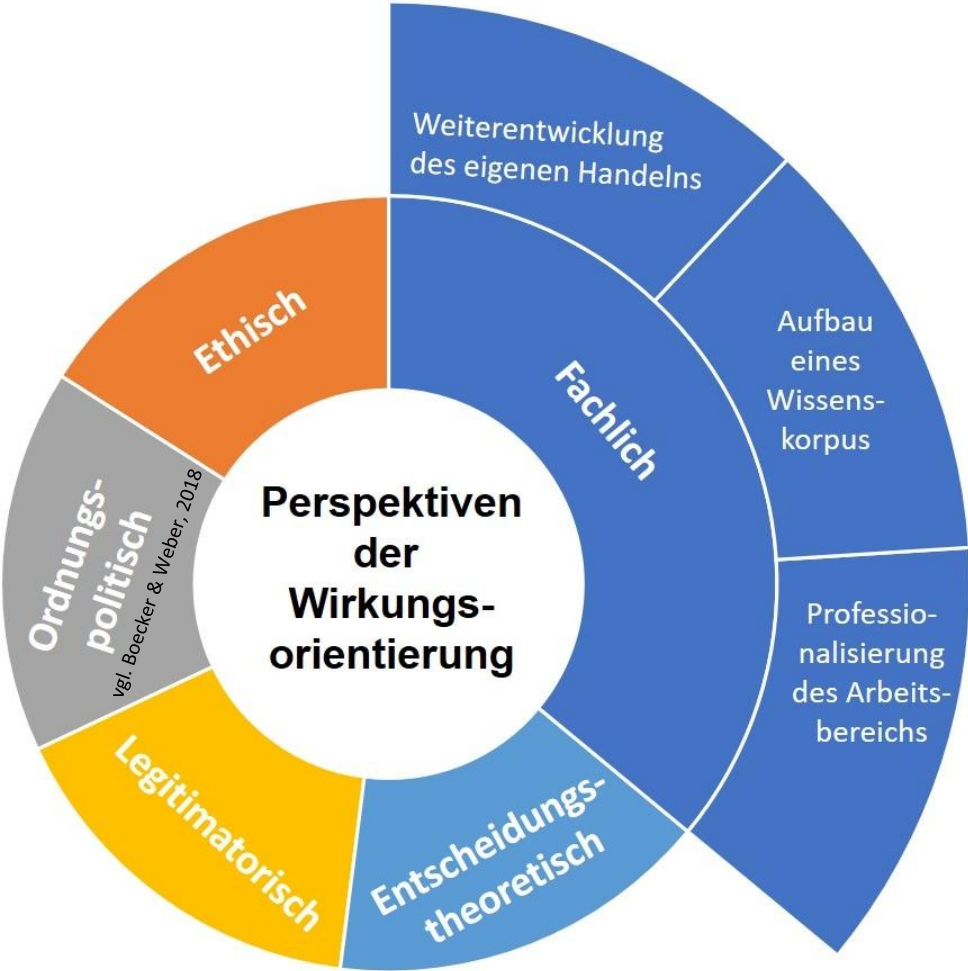 Perspektiven
der
Wirkungs-
orientierung
Fachlich
Weiterentwicklung
des eigenen Handelns
Aufbau
eines
Wissens-
korpus
Professio-
nalisierung
des Arbeits-
bereichs
Entscheidungs-
theoretisch
Legitimatorisch
Ordnungs-
politisch
vgl. Boecker & Weber, 2018
Ethisch